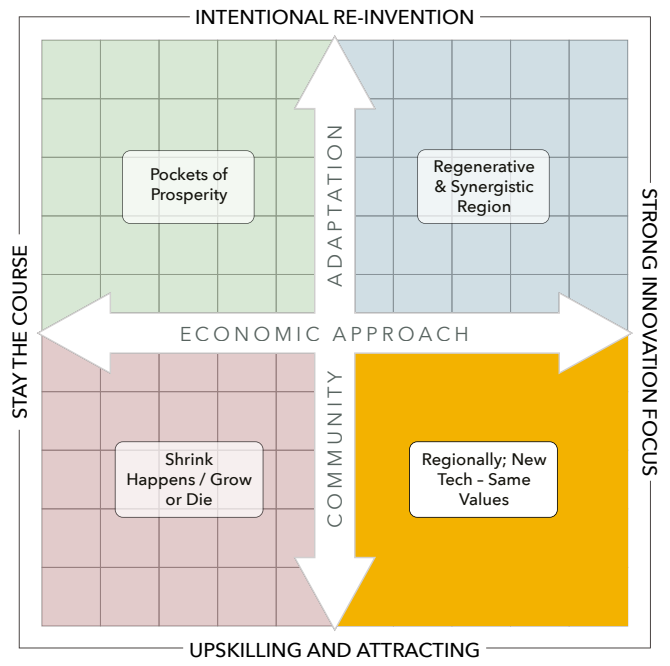 INTENTIONAL RE-INVENTION
Pockets of
Prosperity
ADAPTATION
Regenerative
& Synergistic
Region
STAY THE COURSE
ECONOMIC APPROACH
STRONG INNOVATION FOCUS
Shrink
Happens / Grow
or Die
COMMUNITY
Regionally; New
Tech – Same
Values
UPSKILLING AND ATTRACTING